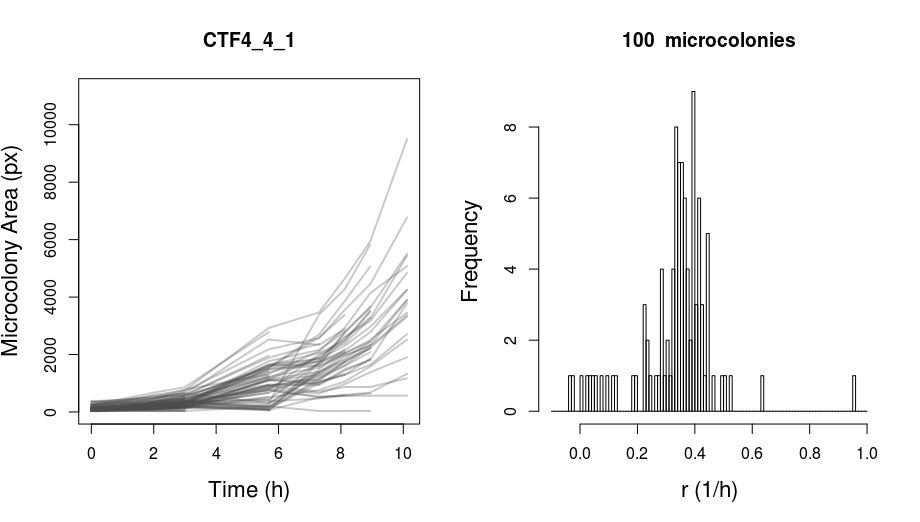 CTF4_4_1
Microcolony Area (px)
10000
8000
6000
4000
2000
0
0 2 4 6 8 10
Time (h)
100 microcolonies
Frequency
8
6
4
2
0
0.0 0.2 0.4 0.6 0.8 1.0
r (1/h)